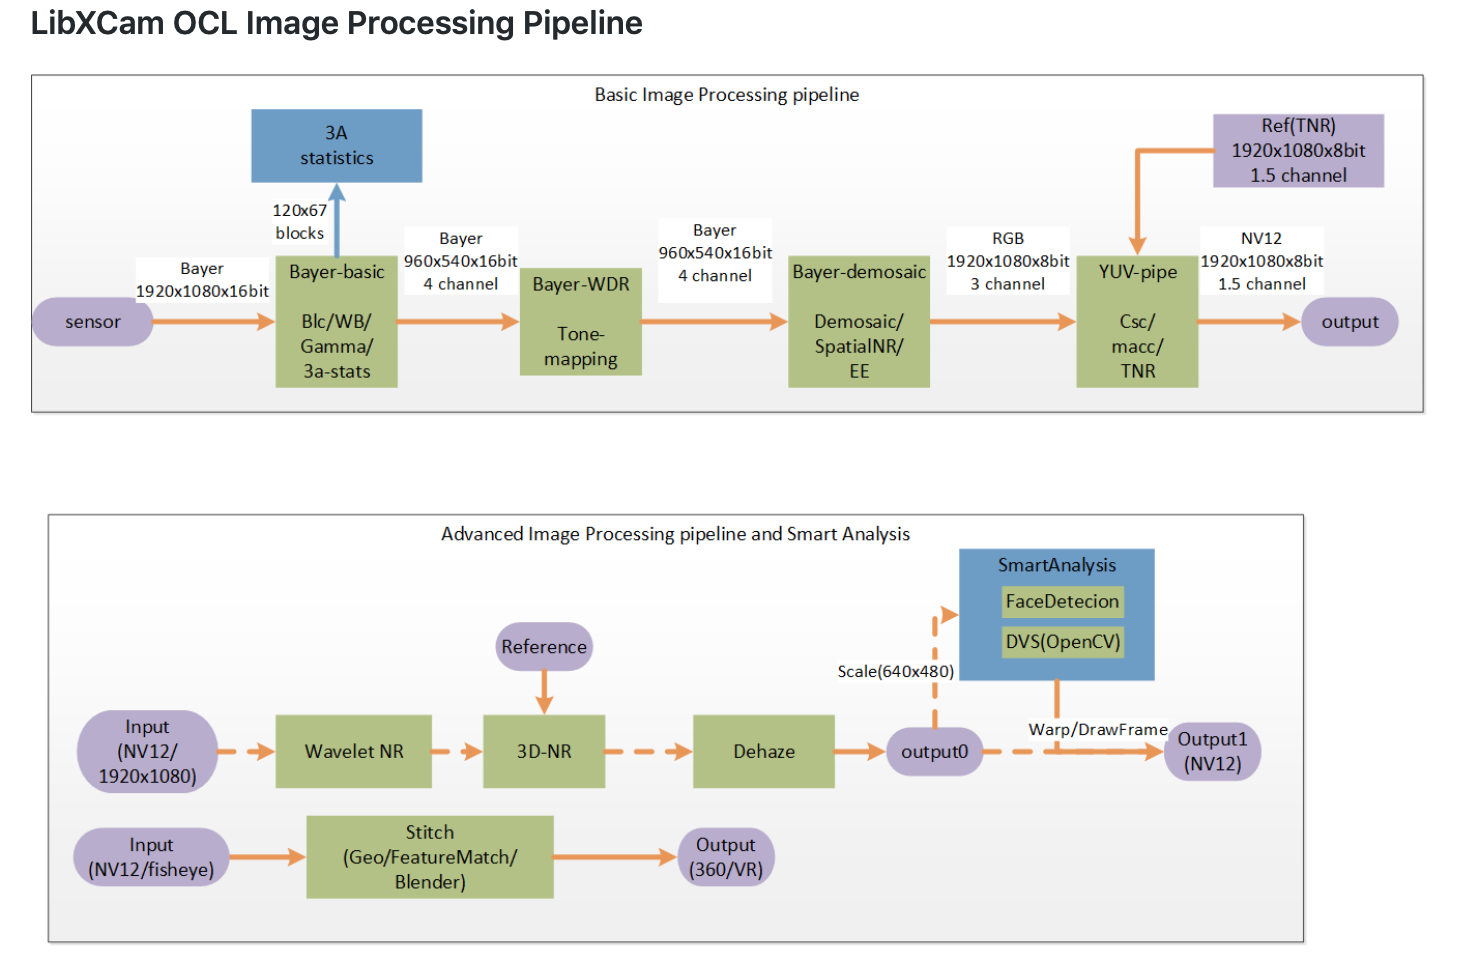 LibXCam OCL Image Processing Pipeline
Basic Image Processing pipeline
3A
statistics
Ref(TNR)
1920x1080x8bit
1.5 channel
120x67
blocks
Bayer
1920x1080x16bit
Bayer
960x540x16bit
4 channel
Bayer
960x540x16bit
4 channel
RGB
1920x1080x8bit
3 channel
NV12
1920x1080x8bit
1.5 channel
sensor
Bayer-basic
Blc/WB/
Gamma/
3a-stats
Bayer-WDR
Tone-
mapping
Bayer-demosaic
Demosaic/
SpatialNR/
EE
YUV-pipe
Csc/
macc/
TNR
output
Advanced Image Processing pipeline and Smart Analysis
SmartAnalysis
FaceDetecion
DVS(OpenCV)
Reference
Scale(640x480)
Input
(NV12/
1920x1080)
Wavelet NR
3D-NR
Dehaze
output0
Warp/DrawFrame
Output1
(NV12)
Input
(NV12/fisheye)
Stitch
(Geo/FeatureMatch/
Blender)
Output
(360/VR)